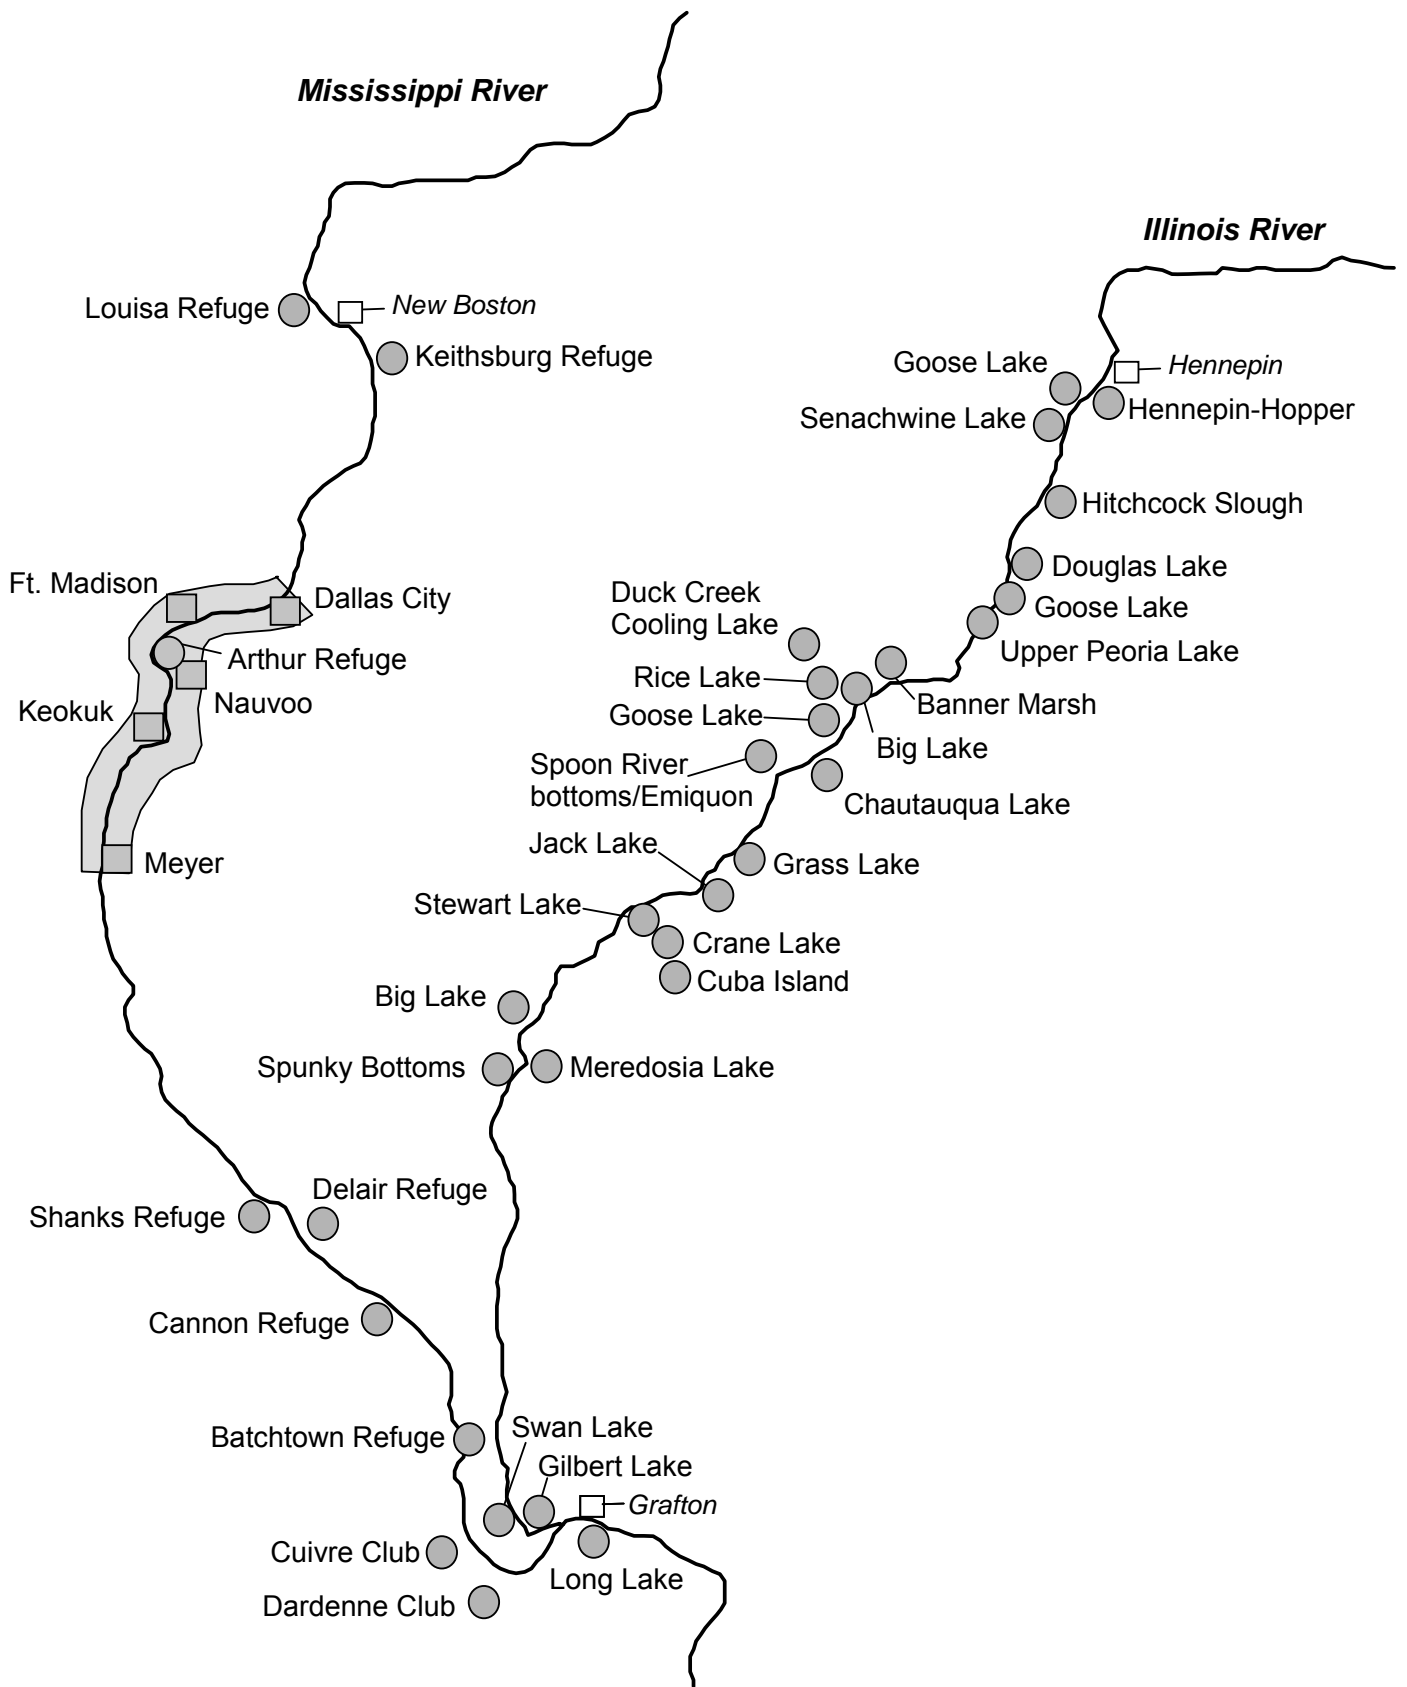 Mississippi River
Illinois River
Louisa Refuge
New Boston
Keithsburg Refuge
Goose Lake
Hennepin
Senachwine Lake
Hennepin-Hopper
Hitchcock Slough
Ft. Madison
Dallas City
Duck Creek
Cooling Lake
Douglas Lake
Goose Lake
Upper Peoria Lake
Arthur Refuge
Rice Lake
Nauvoo
Keokuk
Goose Lake
Banner Marsh
Big Lake
Spoon River
bottoms/Emiquon
Chautauqua Lake
Jack Lake
Meyer
Grass Lake
Stewart Lake
Crane Lake
Cuba Island
Big Lake
Spunky Bottoms
Meredosia Lake
Delair Refuge
Shanks Refuge
Cannon Refuge
Batchtown Refuge
Swan Lake
Gilbert Lake
Grafton
Cuivre Club
Long Lake
Dardenne Club